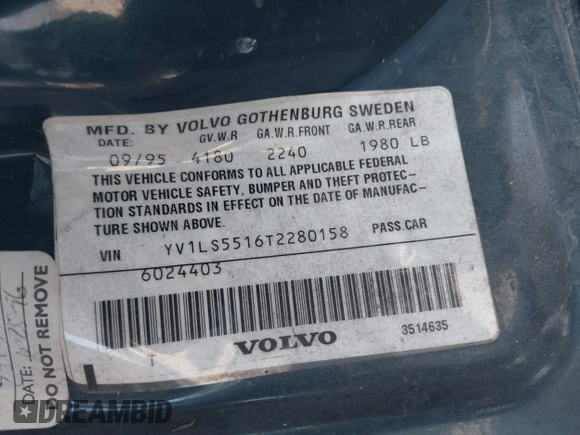 MFD. BY VOLVO GOTHENBURG SWEDEN
DATE: GV.W.R GA.W.R.FRONT GA.W.R.REAR
09/95 4180 2240 1980 LB
THIS VEHICLE CONFORMS TO ALL APPLICABLE FEDERAL
MOTOR VEHICLE SAFETY, BUMPER AND THEFT PROTEC-
TION STANDARDS IN EFFECT ON THE DATE OF MANUFAC-
TURE SHOWN ABOVE.
VIN YV1LS5516T2280158 PASS.CAR
6024403
T VOLVO 3514635
DATE:
DO NOT REMOVE
DREAMBID